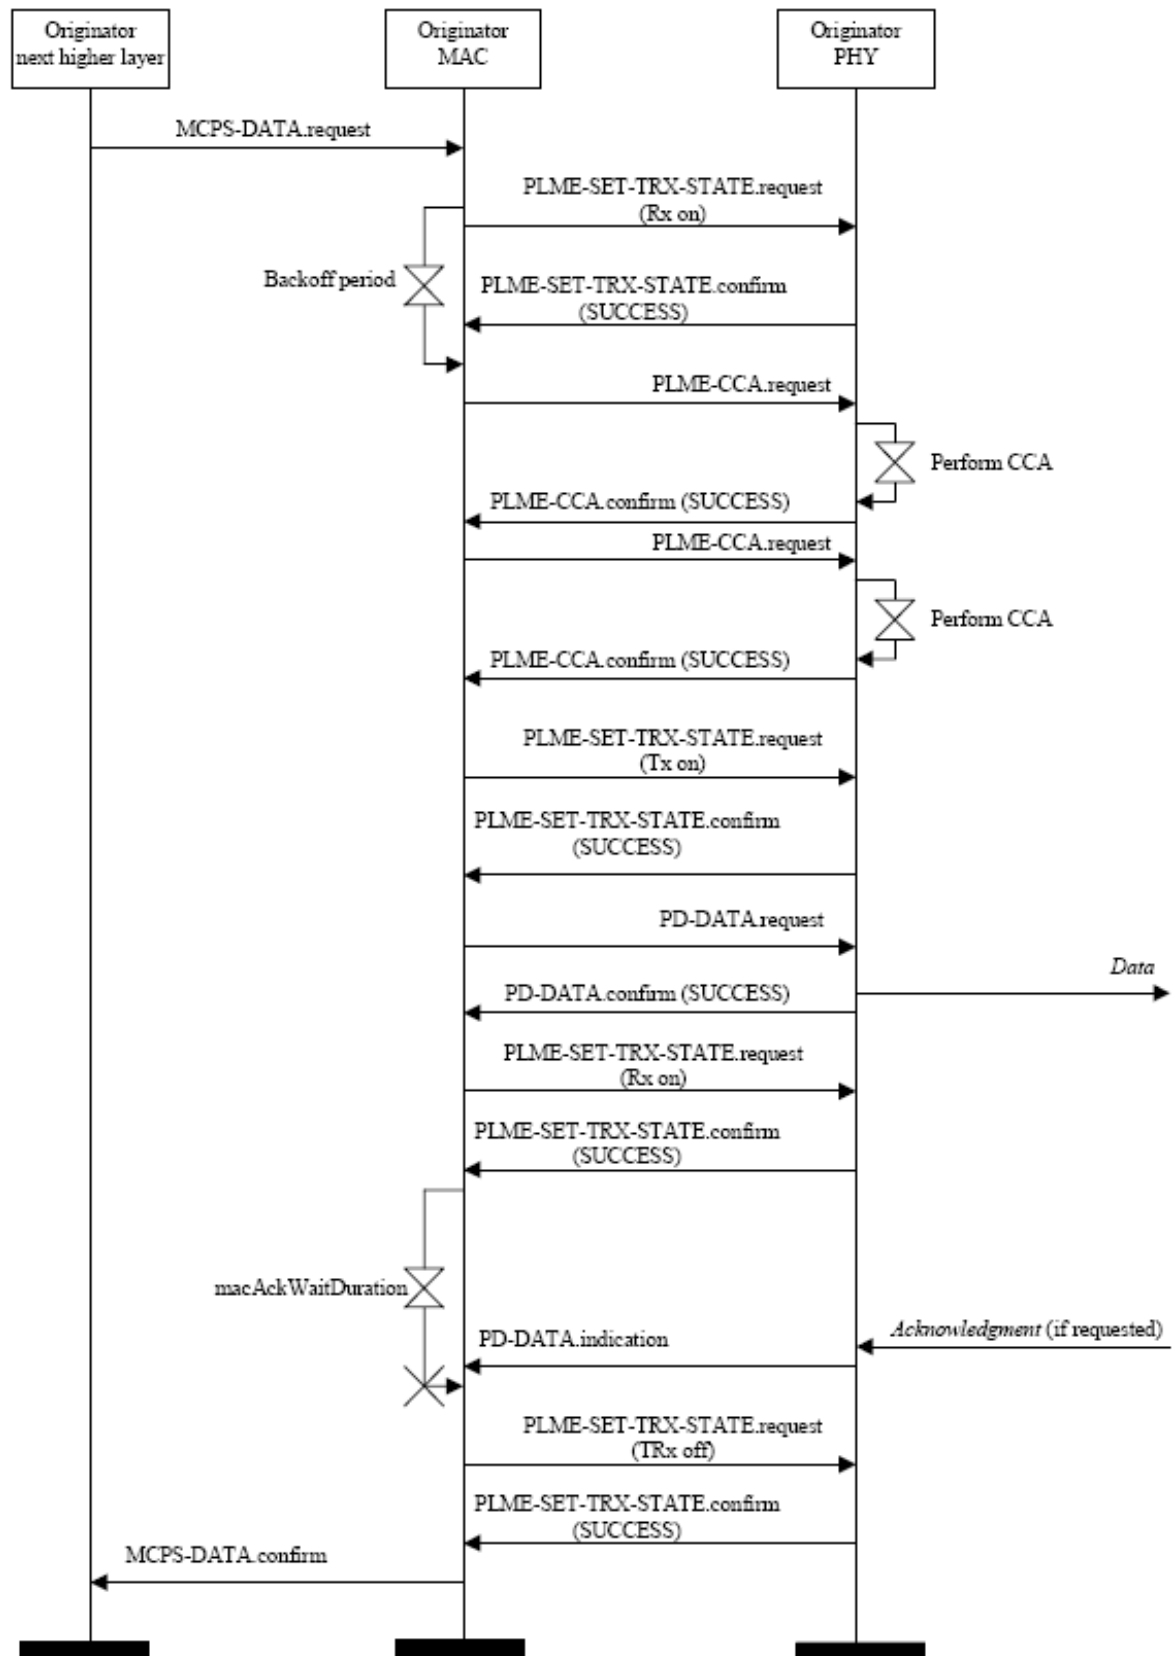 Originator
next higher layer
Originator
MAC
Originator
PHY
MCPS-DATA.request
PLME-SET-TRX-STATE.request
(Rx on)
Backoff period
PLME-SET-TRX-STATE.confirm
(SUCCESS)
PLME-CCA.request
Perform CCA
PLME-CCA.confirm (SUCCESS)
PLME-CCA.request
Perform CCA
PLME-CCA.confirm (SUCCESS)
PLME-SET-TRX-STATE.request
(Tx on)
PLME-SET-TRX-STATE.confirm
(SUCCESS)
PD-DATA.request
Data
PD-DATA.confirm (SUCCESS)
PLME-SET-TRX-STATE.request
(Rx on)
PLME-SET-TRX-STATE.confirm
(SUCCESS)
macAckWaitDuration
Acknowledgment (if requested)
PD-DATA.indication
PLME-SET-TRX-STATE.request
(TRx off)
PLME-SET-TRX-STATE.confirm
(SUCCESS)
MCPS-DATA.confirm